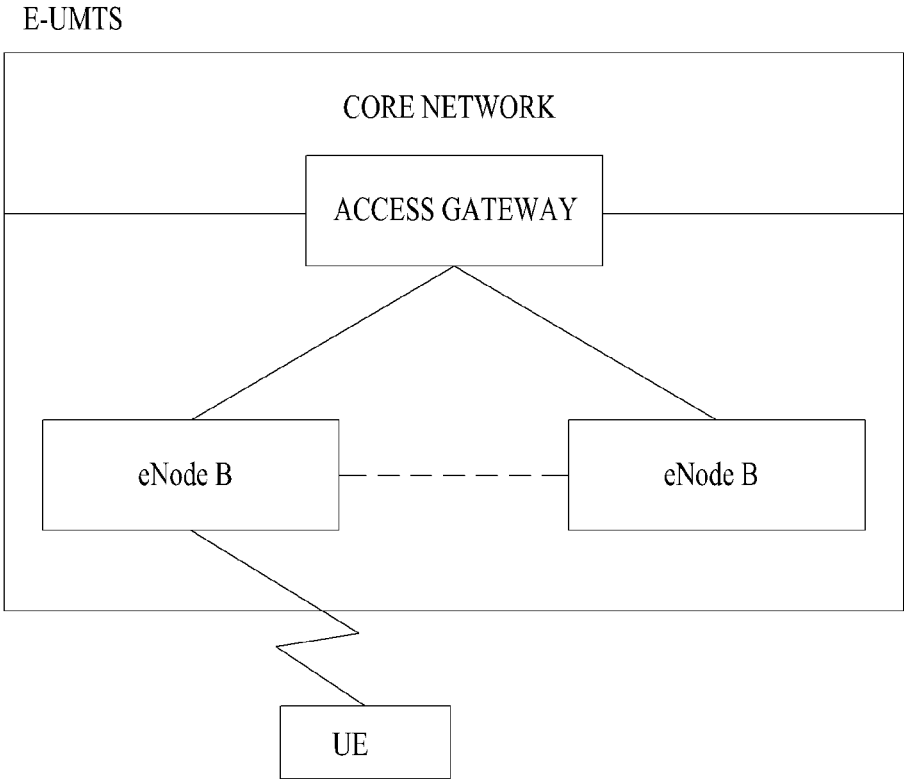 E-UMTS
CORE NETWORK
ACCESS GATEWAY
eNode B
eNode B
UE